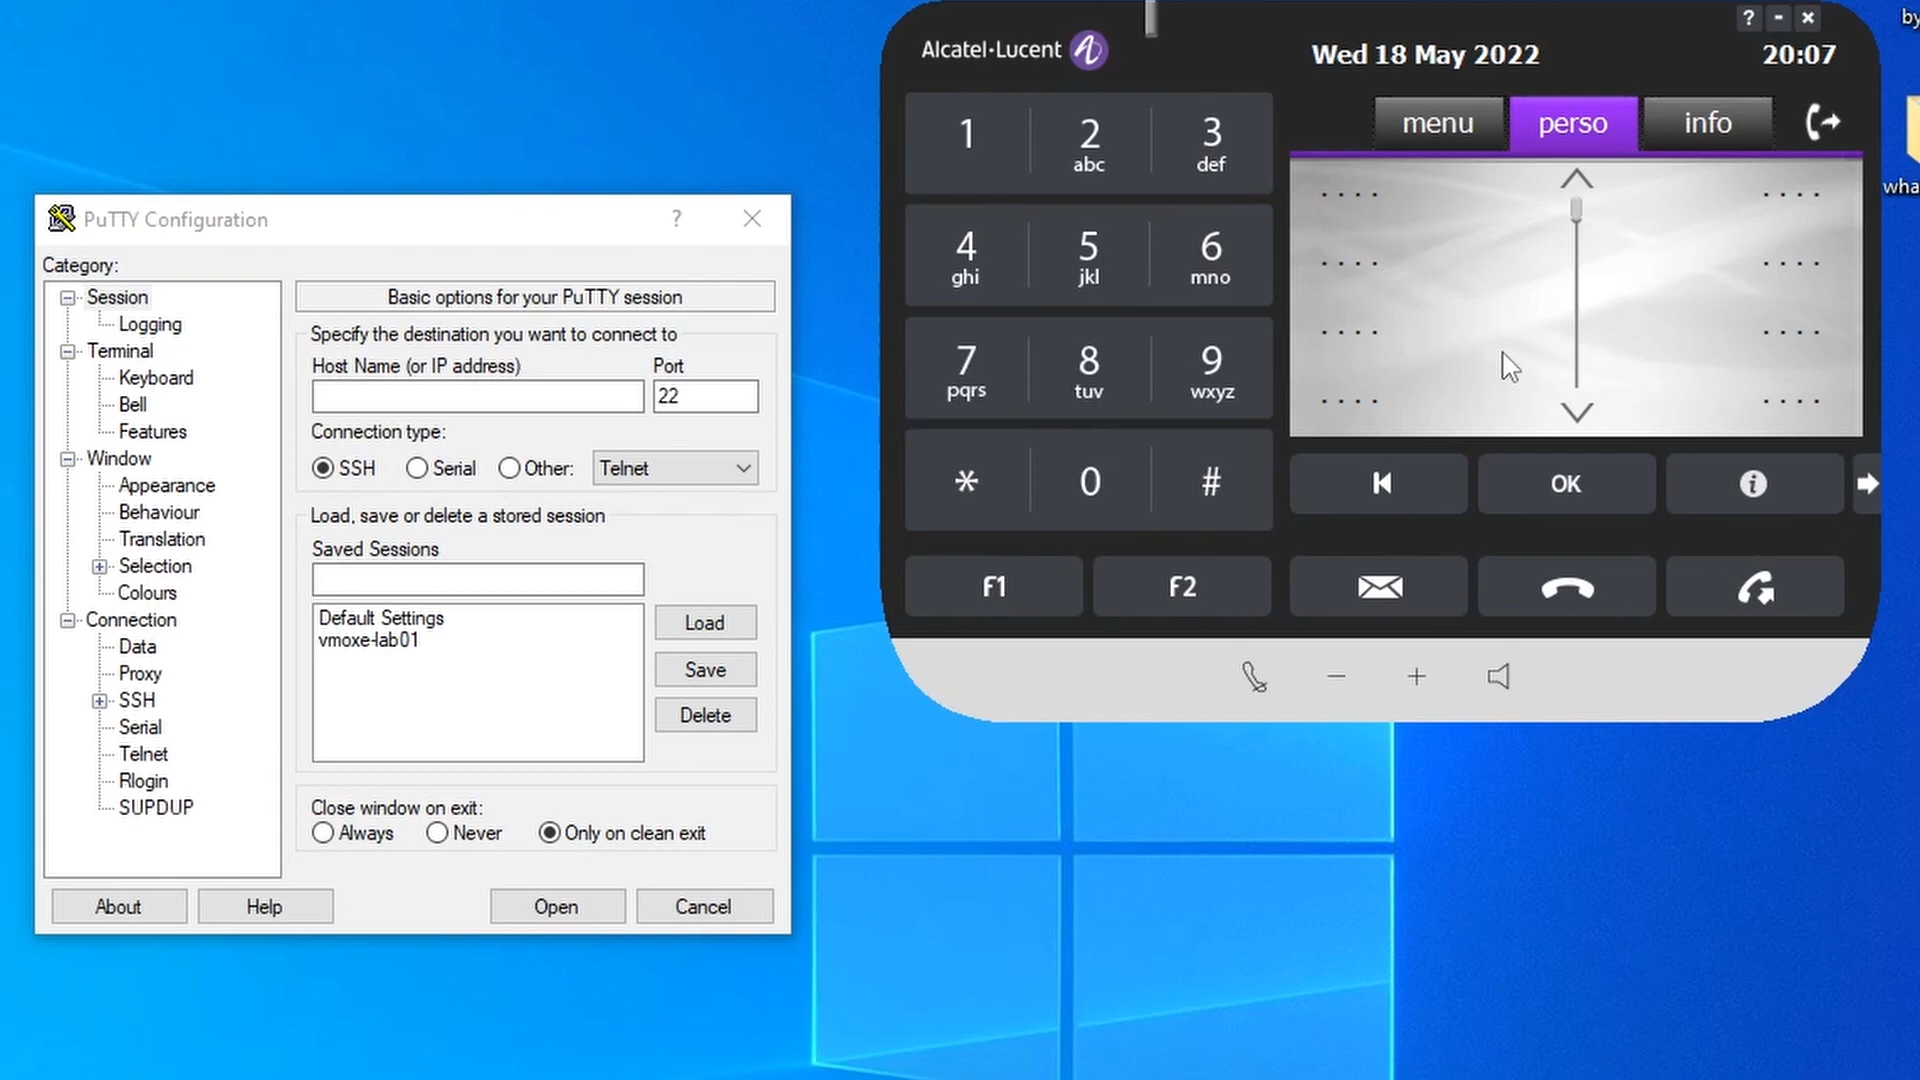 PuTTY Configuration
?
Category:
Session
Logging
Terminal
Keyboard
Bell
Features
Window
Appearance
Behaviour
Translation
Selection
Colours
Connection
Data
Proxy
SSH
Serial
Telnet
Rlogin
SUPDUP
Basic options for your PuTTY session
Specify the destination you want to connect to
Host Name (or IP address) Port
22
Connection type:
SSH Serial Other: Telnet
Load, save or delete a stored session
Saved Sessions
Default Settings
vmoxe-lab01
Load
Save
Delete
Close window on exit:
Always Never Only on clean exit
About Help Open Cancel
Alcatel·Lucent
Wed 18 May 2022 20:07
menu perso info
1 2 3
abc def
4 5 6
ghi jkl mno
7 8 9
pqrs tuv wxyz
* 0 #
F1 F2
OK
. . . . . . . .
. . . . . . . .
. . . . . . . .
. . . . . . . .
? - x
by
wha